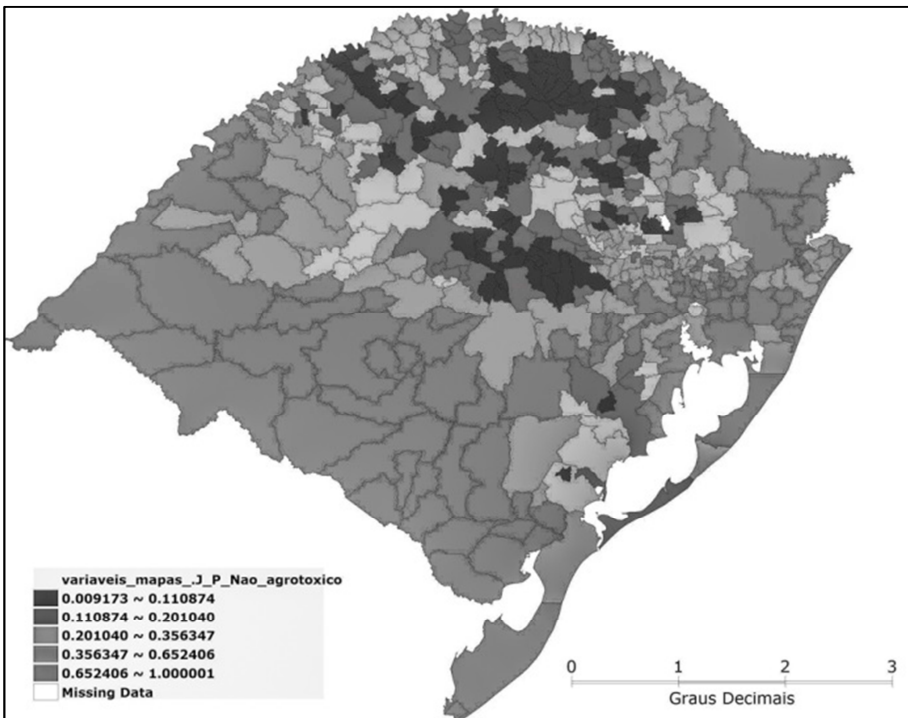 variaveis_mapas_.J_P_Nao_agrotoxico
0.009173 ~ 0.110874
0.110874 ~ 0.201040
0.201040 ~ 0.356347
0.356347 ~ 0.652406
0.652406 ~ 1.000001
Missing Data
0 1 2 3
Graus Decimais